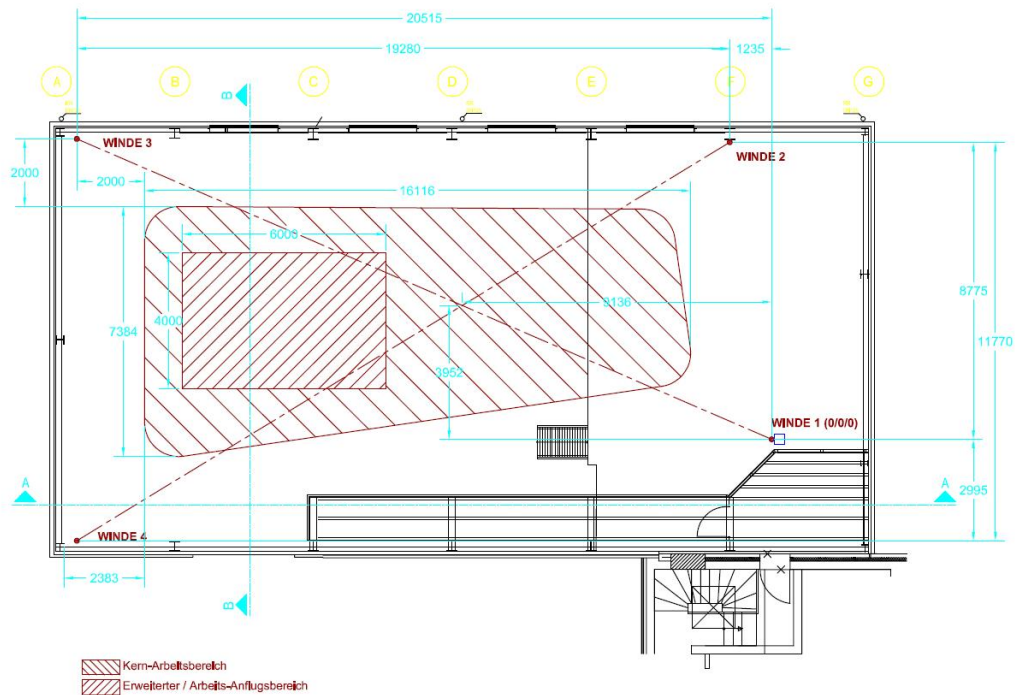 20515
19280
1235
A
B
C
D
E
F
G
B
WINDE 3
WINDE 2
2000
2000
16116
6000
8775
4000
7384
9136
11770
3952
WINDE 1 (0/0/0)
A
A
2995
WINDE 4
2383
B
Kern-Arbeitsbereich
Erweiterter / Arbeits-Anflugsbereich